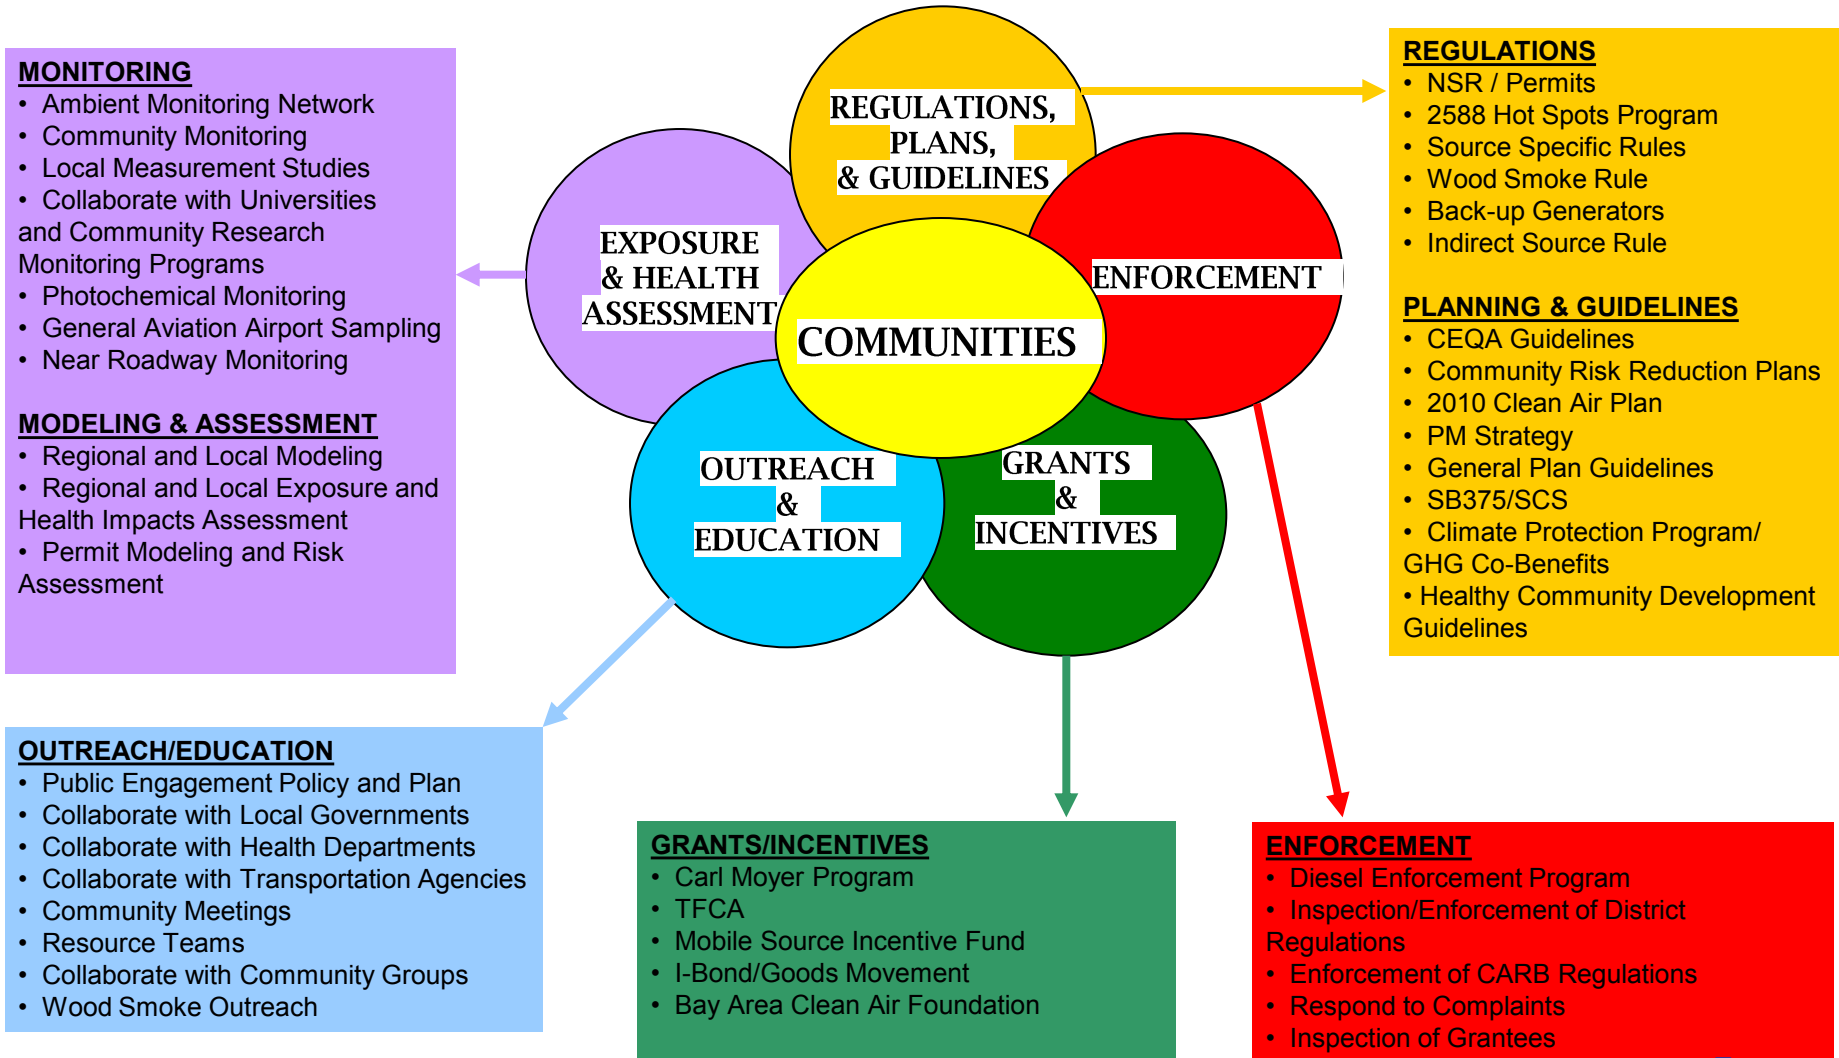 MONITORING
• Ambient Monitoring Network
• Community Monitoring
• Local Measurement Studies
• Collaborate with Universities
and Community Research
Monitoring Programs
• Photochemical Monitoring
• General Aviation Airport Sampling
• Near Roadway Monitoring
MODELING & ASSESSMENT
• Regional and Local Modeling
• Regional and Local Exposure and
Health Impacts Assessment
• Permit Modeling and Risk
Assessment
REGULATIONS,
PLANS,
& GUIDELINES
EXPOSURE
& HEALTH
ASSESSMENT
ENFORCEMENT
COMMUNITIES
OUTREACH
&
EDUCATION
GRANTS
&
INCENTIVES
REGULATIONS
• NSR / Permits
• 2588 Hot Spots Program
• Source Specific Rules
• Wood Smoke Rule
• Back-up Generators
• Indirect Source Rule
PLANNING & GUIDELINES
• CEQA Guidelines
• Community Risk Reduction Plans
• 2010 Clean Air Plan
• PM Strategy
• General Plan Guidelines
• SB375/SCS
• Climate Protection Program/
GHG Co-Benefits
• Healthy Community Development
Guidelines
OUTREACH/EDUCATION
• Public Engagement Policy and Plan
• Collaborate with Local Governments
• Collaborate with Health Departments
• Collaborate with Transportation Agencies
• Community Meetings
• Resource Teams
• Collaborate with Community Groups
• Wood Smoke Outreach
GRANTS/INCENTIVES
• Carl Moyer Program
• TFCA
• Mobile Source Incentive Fund
• I-Bond/Goods Movement
• Bay Area Clean Air Foundation
ENFORCEMENT
• Diesel Enforcement Program
• Inspection/Enforcement of District
Regulations
• Enforcement of CARB Regulations
• Respond to Complaints
• Inspection of Grantees